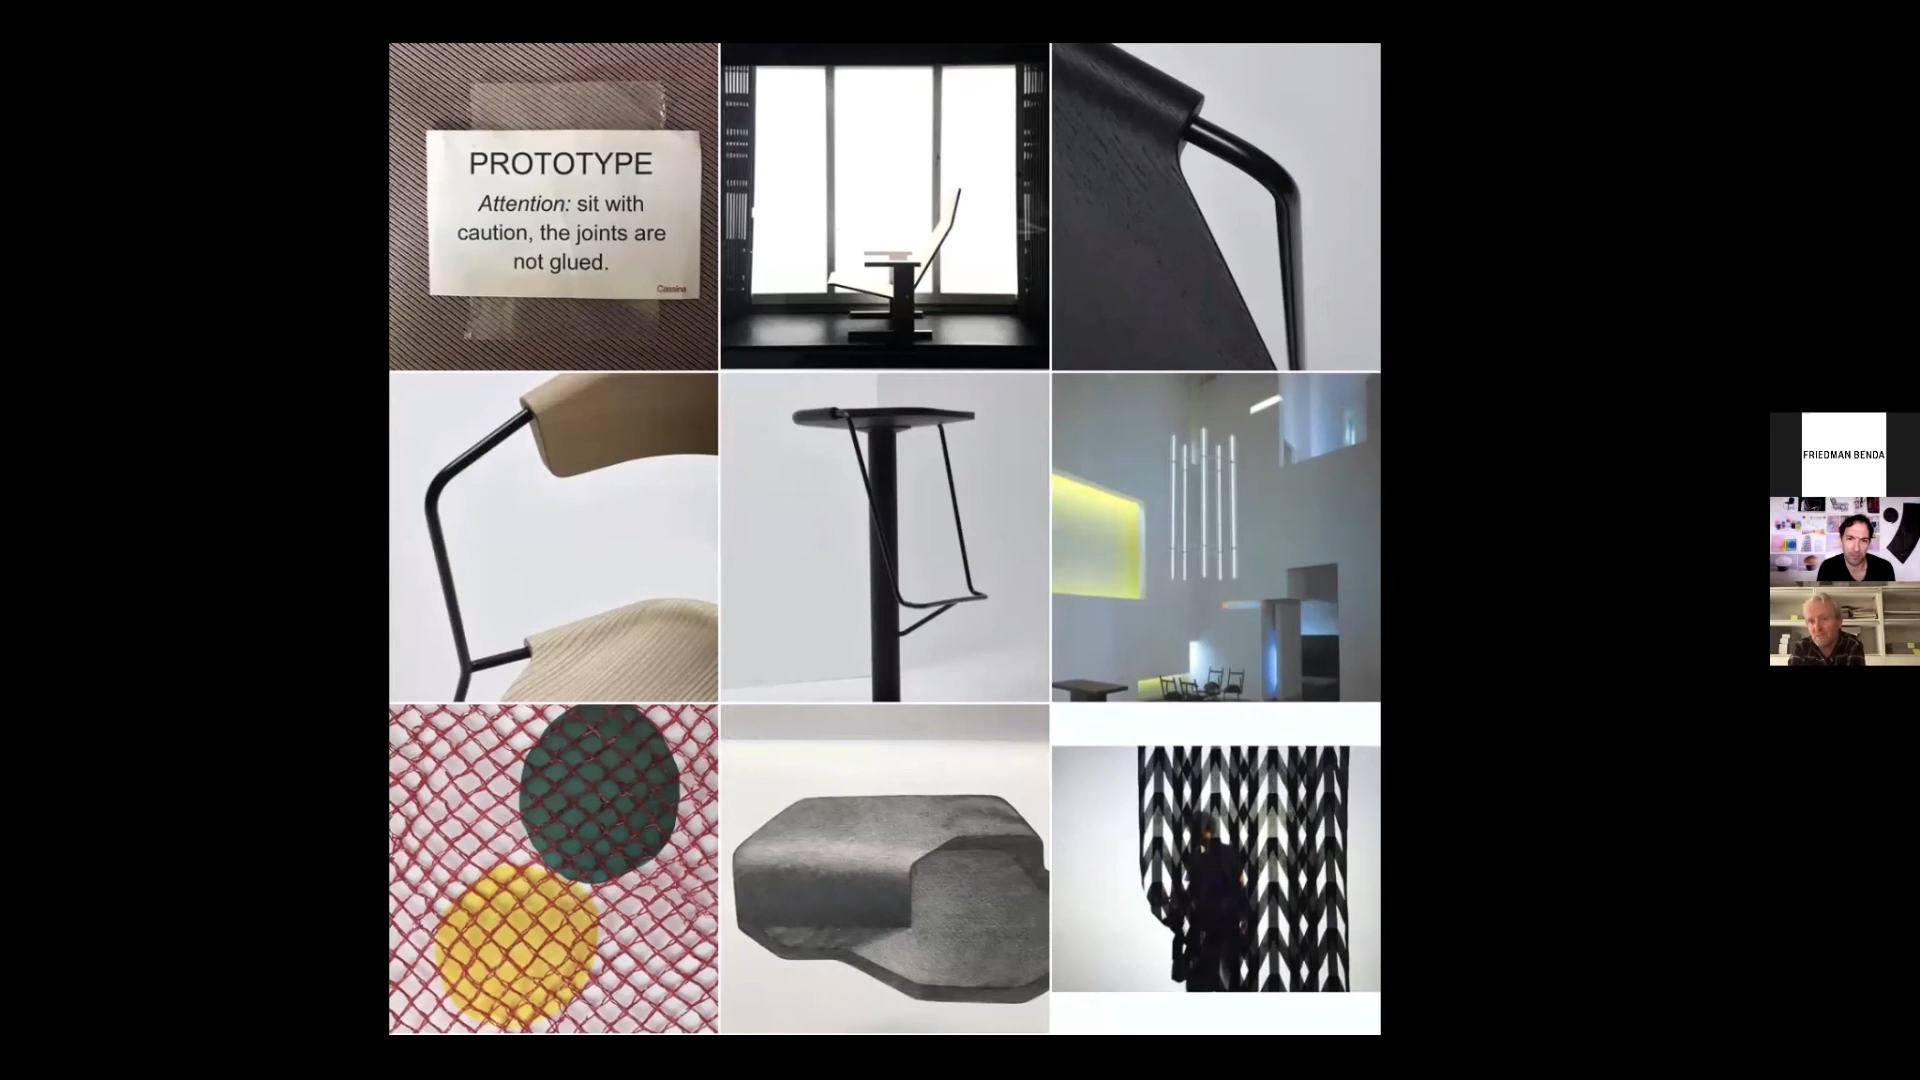 PROTOTYPE
Attention: sit with
caution, the joints are
not glued.
Cassina
FRIEDMAN BENDA